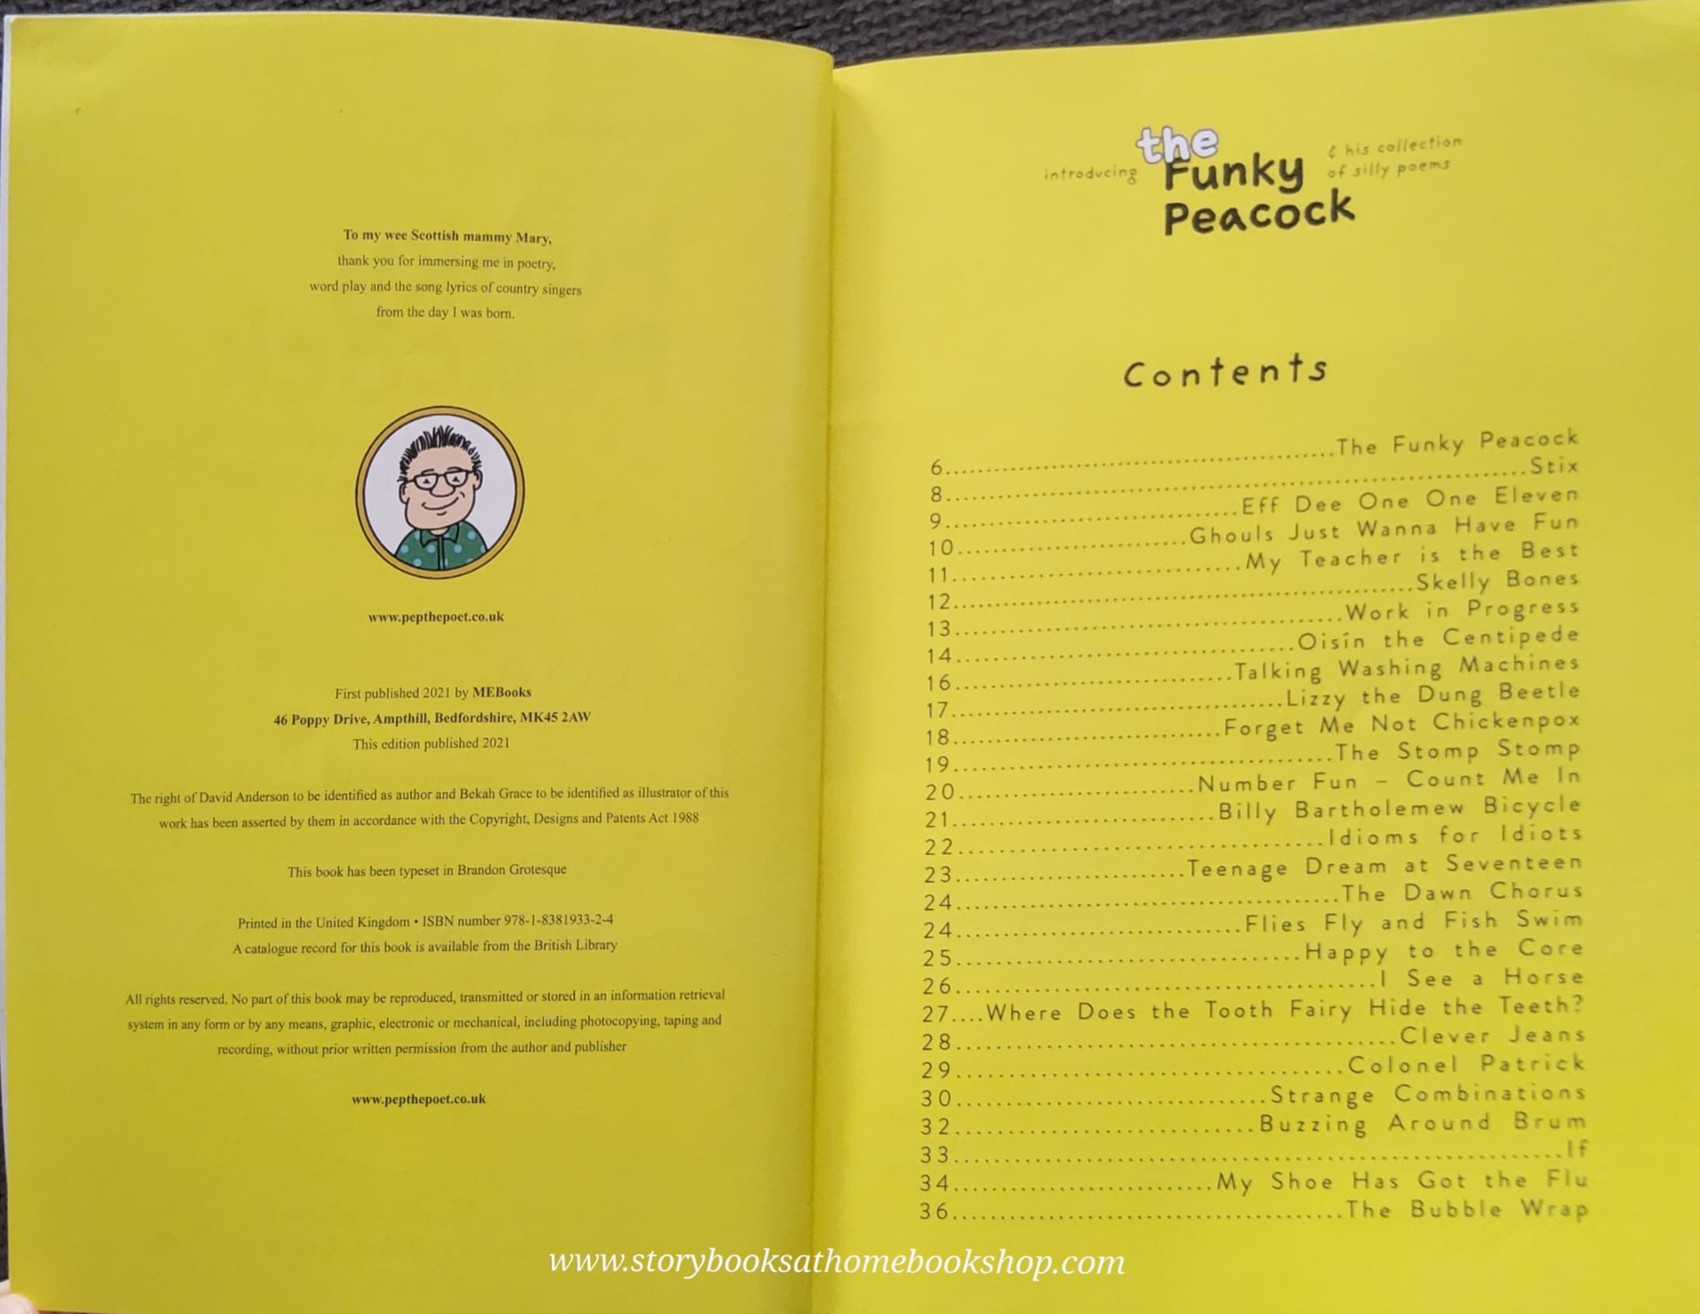 To my wee Scottish mammy Mary,
thank you for immersing me in poetry,
word play and the song lyrics of country singers
from the day I was born.
www.pepthepoet.co.uk
First published 2021 by MEBooks
46 Poppy Drive, Ampthill, Bedfordshire, MK45 2AW
This edition published 2021
The right of David Anderson to be identified as author and Bekah Grace to be identified as illustrator of this
work has been asserted by them in accordance with the Copyright, Designs and Patents Act 1988
This book has been typeset in Brandon Grotesque
Printed in the United Kingdom • ISBN number 978-1-8381933-2-4
A catalogue record for this book is available from the British Library
All rights reserved. No part of this book may be reproduced, transmitted or stored in an information retrieval
system in any form or by any means, graphic, electronic or mechanical, including photocopying, taping and
recording, without prior written permission from the author and publisher
www.pepthepoet.co.uk
introducing the Funky Peacock & his collection of silly poems
Contents
6 The Funky Peacock
8 Stix
9 Eff Dee One One Eleven
10 Ghouls Just Wanna Have Fun
11 My Teacher is the Best
12 Skelly Bones
13 Work in Progress
14 Oisín the Centipede
16 Talking Washing Machines
17 Lizzy the Dung Beetle
18 Forget Me Not Chickenpox
19 The Stomp Stomp
20 Number Fun – Count Me In
21 Billy Bartholemew Bicycle
22 Idioms for Idiots
23 Teenage Dream at Seventeen
24 The Dawn Chorus
24 Flies Fly and Fish Swim
25 Happy to the Core
26 I See a Horse
27 Where Does the Tooth Fairy Hide the Teeth?
28 Clever Jeans
29 Colonel Patrick
30 Strange Combinations
32 Buzzing Around Brum
33 If
34 My Shoe Has Got the Flu
36 The Bubble Wrap
www.storybooksathomebookshop.com